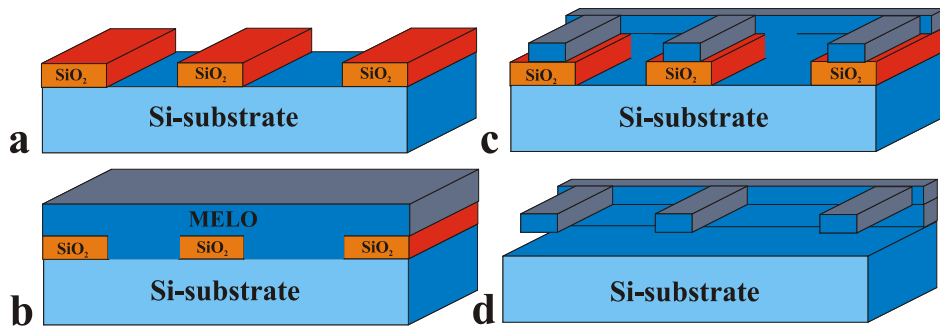 SiO2 SiO2 SiO2
Si-substrate
a
SiO2 SiO2 SiO2
Si-substrate
c
MELO
SiO2 SiO2 SiO2
Si-substrate
b
Si-substrate
d